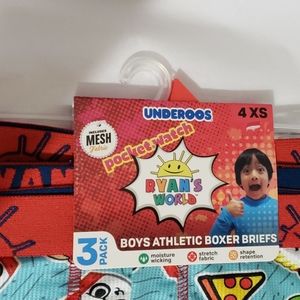 UNDEROOS
4 XS
INCLUDES
MESH
Fabric
pocket.watch
RYAN'S
WORLD
3 PACK
BOYS ATHLETIC BOXER BRIEFS
moisture
wicking
stretch
fabric
shape
retention